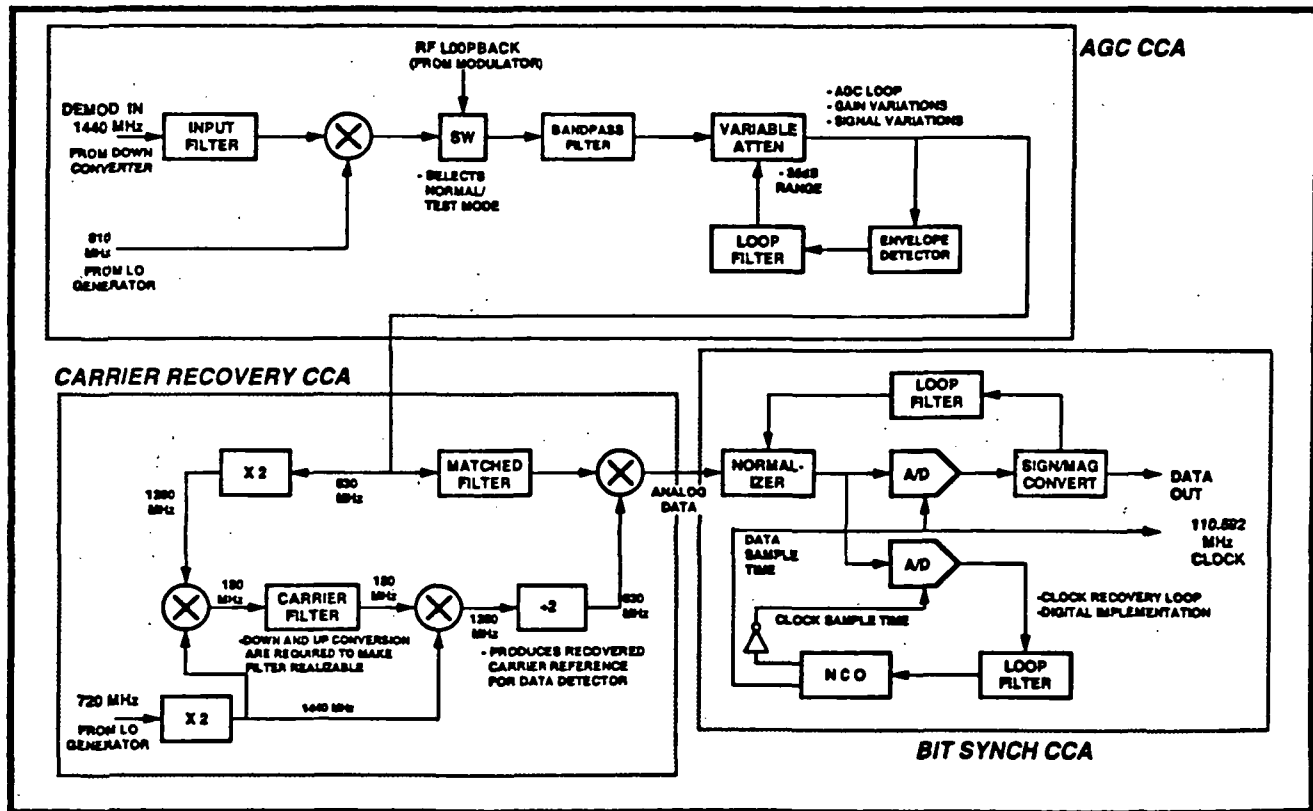 AGC CCA
RF LOOPBACK
(FROM MODULATOR)
DEMOD IN
1440 MHz
FROM DOWN
CONVERTER
INPUT
FILTER
SW
- SELECTS
NORMAL/
TEST MODE
BANDPASS
FILTER
VARIABLE
ATTEN
RANGE
- AGC LOOP
- GAIN VARIATIONS
- SIGNAL VARIATIONS
LOOP
FILTER
ENVELOPE
DETECTOR
810
MHz
FROM LO
GENERATOR
CARRIER RECOVERY CCA
X 2
630
MHz
MATCHED
FILTER
1260
MHz
180
MHz
CARRIER
FILTER
180
MHz
1260
MHz
÷2
630
MHz
-DOWN AND UP CONVERSION
ARE REQUIRED TO MAKE
FILTER REALIZABLE
- PRODUCES RECOVERED
CARRIER REFERENCE
FOR DATA DETECTOR
720 MHz
FROM LO
GENERATOR
X 2
1440 MHz
ANALOG
DATA
LOOP
FILTER
NORMAL-
IZER
A/D
SIGN/MAG
CONVERT
DATA
OUT
110.592
MHz
CLOCK
DATA
SAMPLE
TIME
A/D
-CLOCK RECOVERY LOOP
-DIGITAL IMPLEMENTATION
CLOCK SAMPLE TIME
N C O
LOOP
FILTER
BIT SYNCH CCA